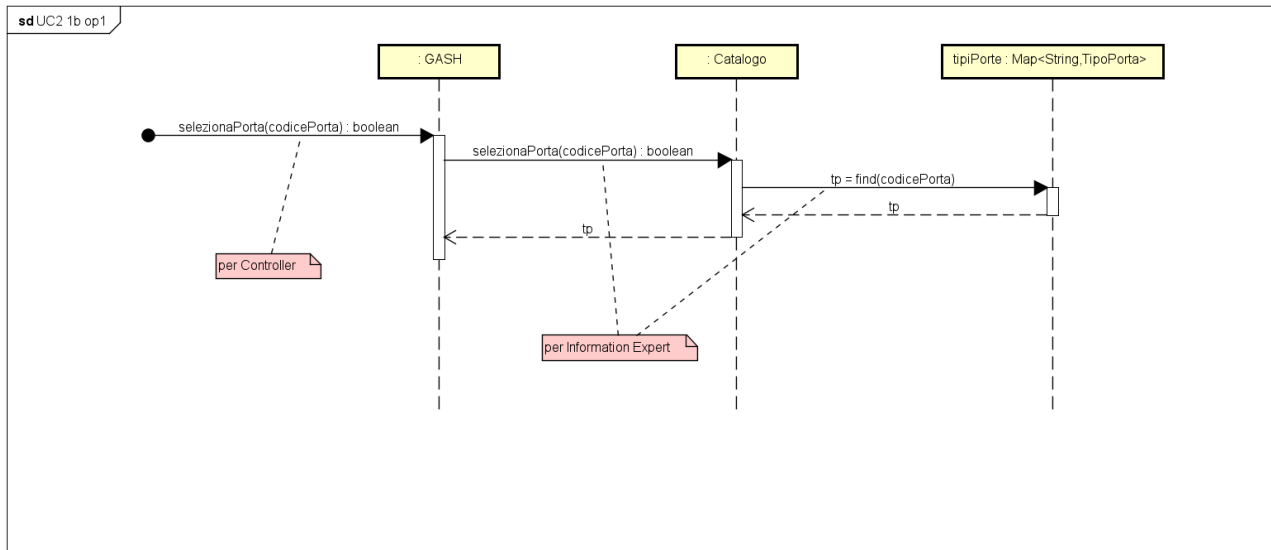 sd UC2 1b op1
: GASH
: Catalogo
tipiPorte : Map<String,TipoPorta>
selezionaPorta(codicePorta) : boolean
selezionaPorta(codicePorta) : boolean
tp = find(codicePorta)
tp
tp
per Controller
per Information Expert